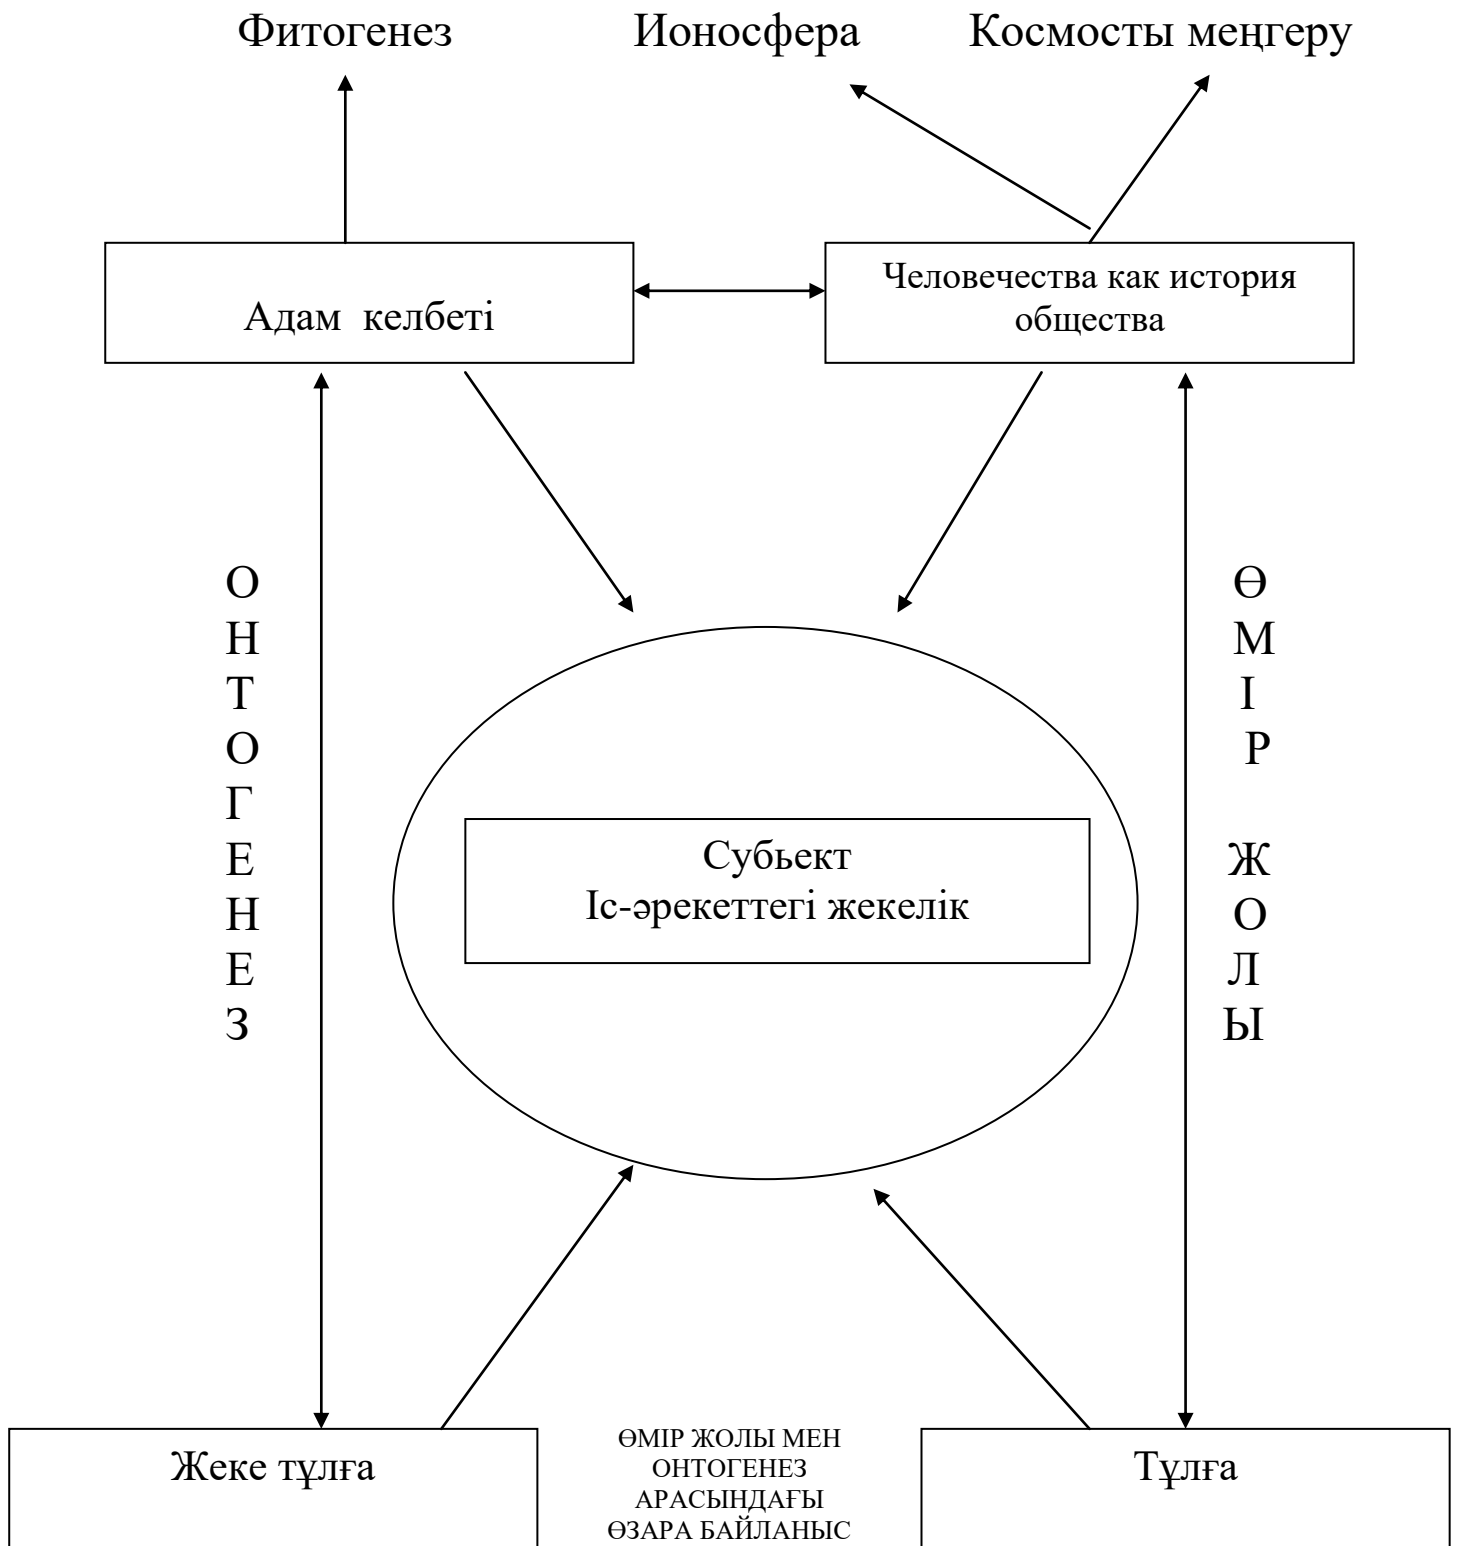 Фитогенез Ионосфера Космосты меңгеру
Адам келбеті
Человечества как история
общества
ОНТОГЕНЕЗ
ӨМІР ЖОЛЫ
Субьект
Іс-әрекеттегі жекелік
Жеке тұлға
ӨМІР ЖОЛЫ МЕН
ОНТОГЕНЕЗ
АРАСЫНДАҒЫ
ӨЗАРА БАЙЛАНЫС
Тұлға